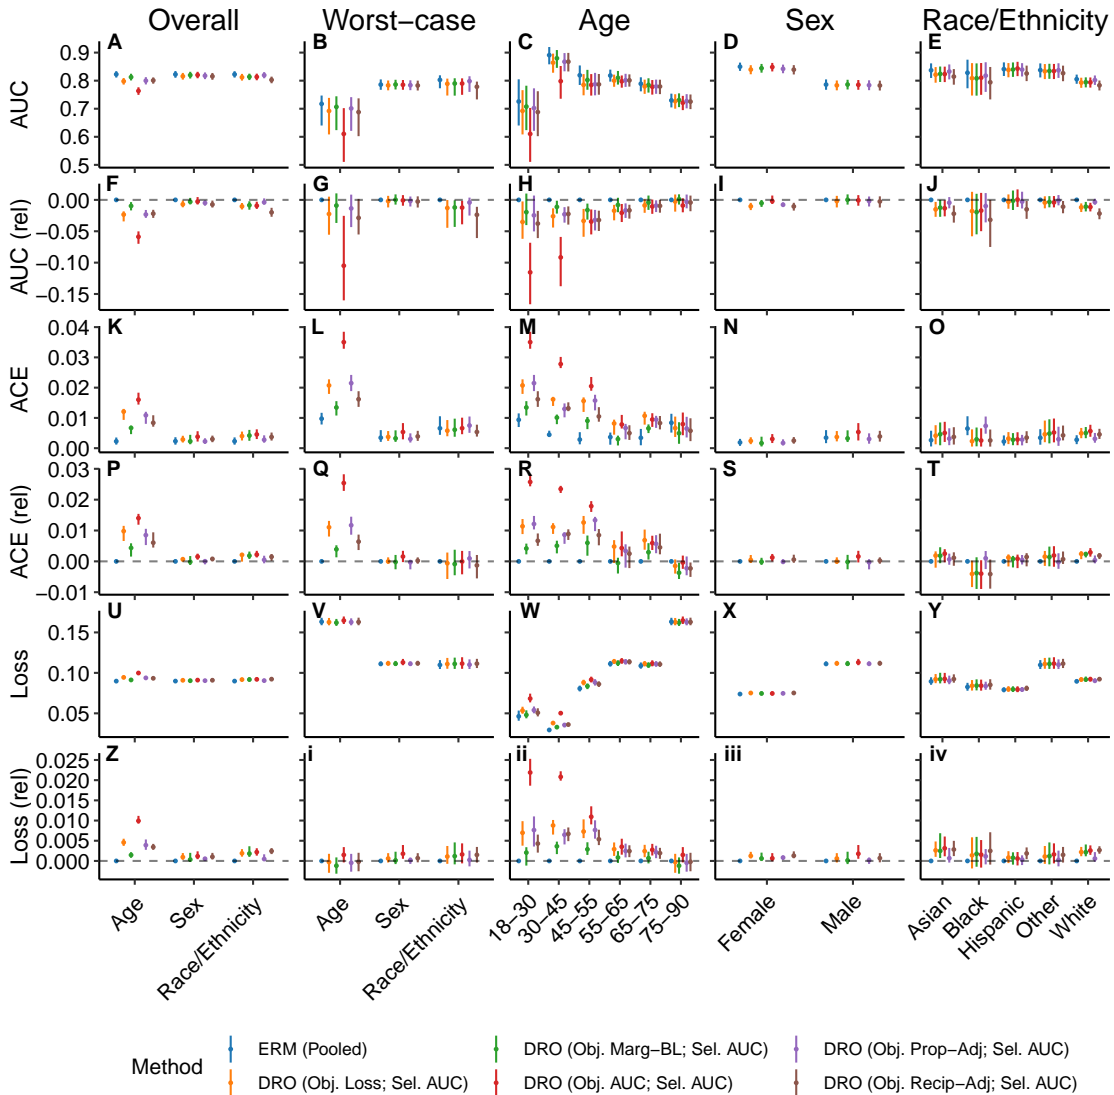 Overall Worst−case Age Sex Race/Ethnicity
A B C D E
AUC
0.9
0.8
0.7
0.6
0.5
F G H I J
AUC (rel)
0.00
−0.05
−0.10
−0.15
K L M N O
ACE
0.04
0.03
0.02
0.01
0.00
P Q R S T
ACE (rel)
0.03
0.02
0.01
0.00
−0.01
U V W X Y
Loss
0.15
0.10
0.05
Z i ii iii iv
Loss (rel)
0.025
0.020
0.015
0.010
0.005
0.000
Age Sex Race/Ethnicity Age Sex Race/Ethnicity 18−30 30−45 45−55 55−65 65−75 75−90 Female Male Asian Black Hispanic Other White
Method
ERM (Pooled) DRO (Obj. Marg−BL; Sel. AUC) DRO (Obj. Prop−Adj; Sel. AUC)
DRO (Obj. Loss; Sel. AUC) DRO (Obj. AUC; Sel. AUC) DRO (Obj. Recip−Adj; Sel. AUC)